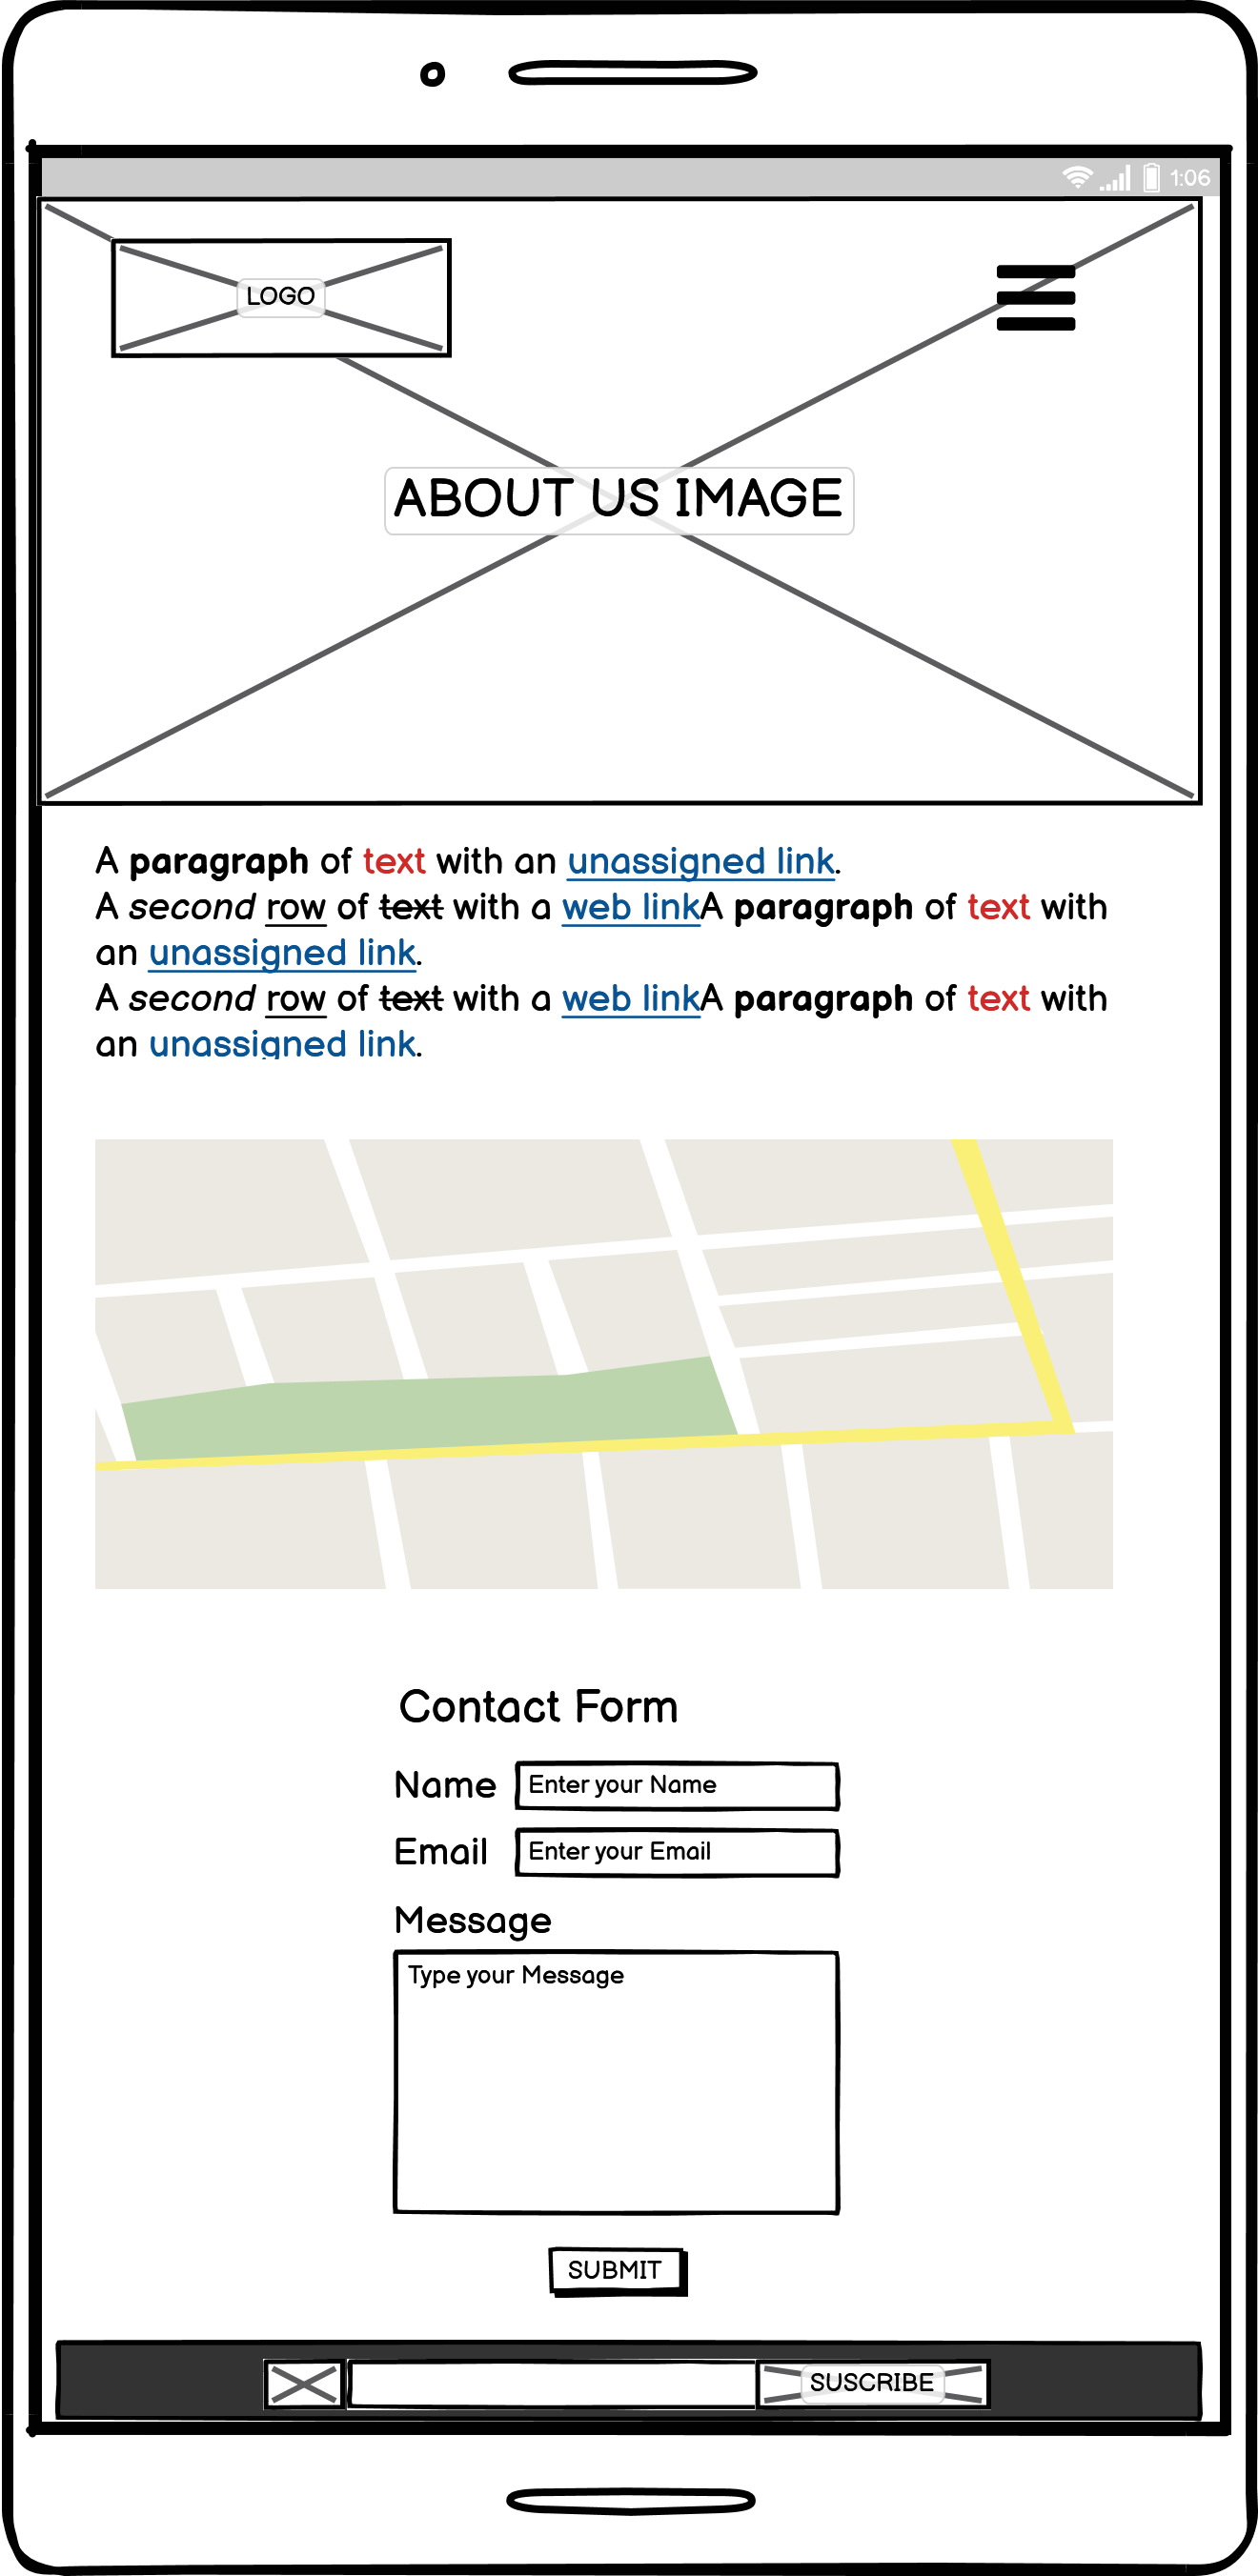 1:06
LOGO
ABOUT US IMAGE
A paragraph of text with an unassigned link.
A second row of text with a web linkA paragraph of text with
an unassigned link.
A second row of text with a web linkA paragraph of text with
an unassigned link.
Contact Form
Name Enter your Name
Email Enter your Email
Message
Type your Message
SUBMIT
SUSCRIBE